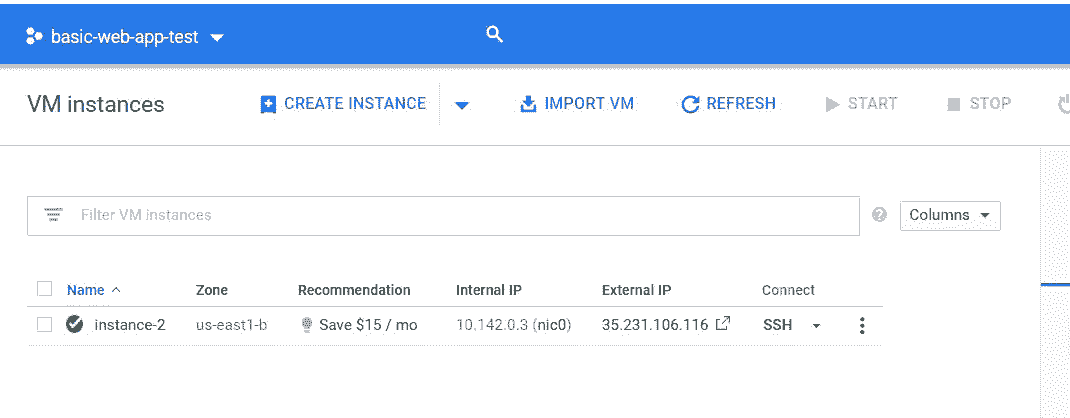 basic-web-app-test
VM instances CREATE INSTANCE IMPORT VM REFRESH START STOP
Filter VM instances Columns
Name Zone Recommendation Internal IP External IP Connect
instance-2 us-east1-b Save $15 / mo 10.142.0.3 (nic0) 35.231.106.116 SSH